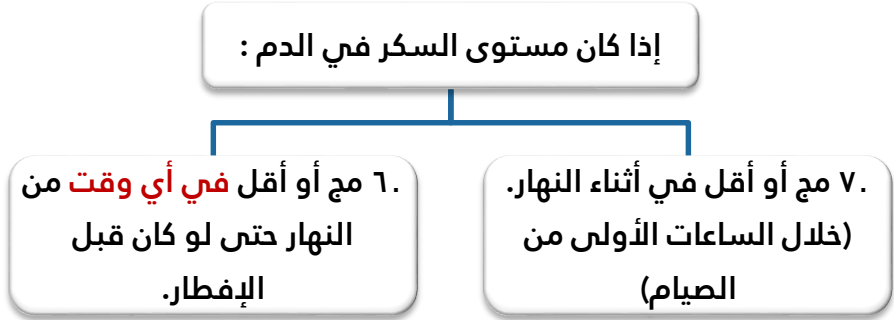 إذا كان مستوى السكر في الدم :
٧٠ مج أو أقل في أثناء النهار.
(خلال الساعات الأولى من
الصيام)
٦٠ مج أو أقل في أي وقت من
النهار حتى لو كان قبل
الإفطار.